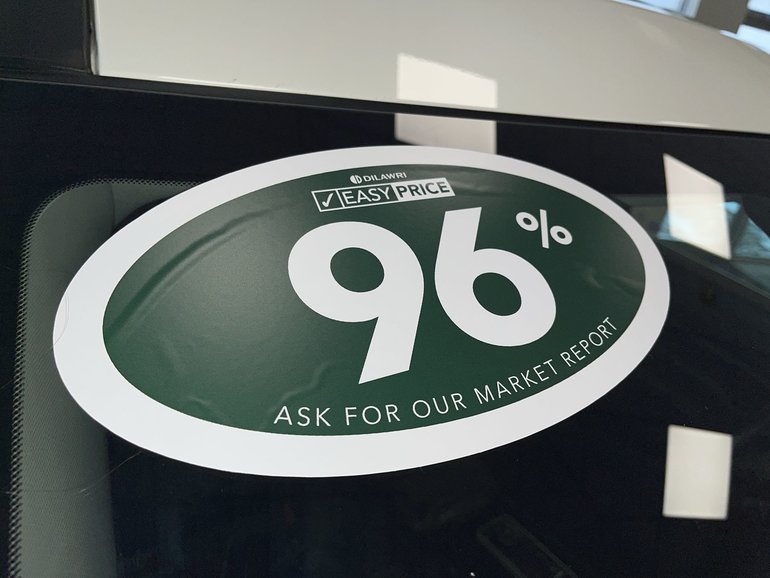 DILAWRI
✓ EASY PRICE
96%
ASK FOR OUR MARKET REPORT